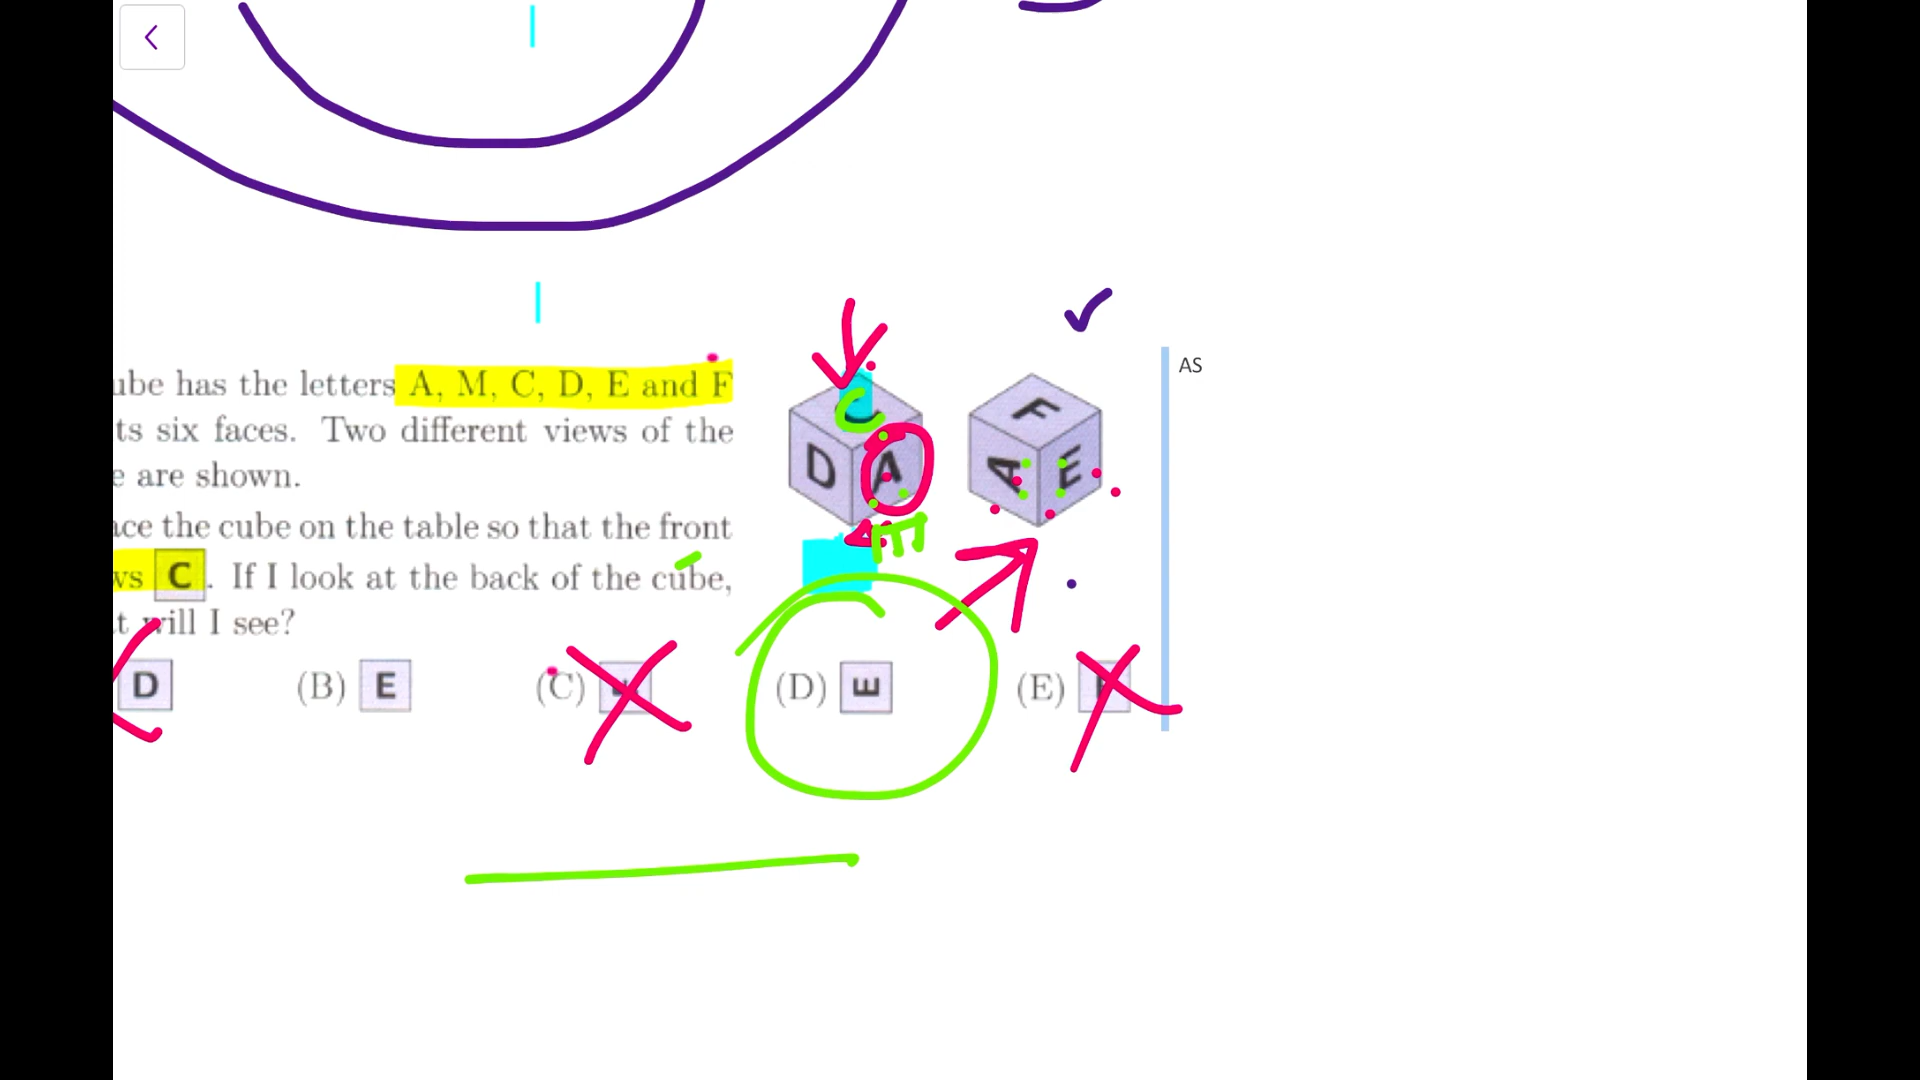 ube has the letters A, M, C, D, E and F
ts six faces. Two different views of the
e are shown.
ace the cube on the table so that the front
ws C. If I look at the back of the cube,
t will I see?
D
(B) E
(C)
(D) E
(E)
C
D A
E
F
A E
AS